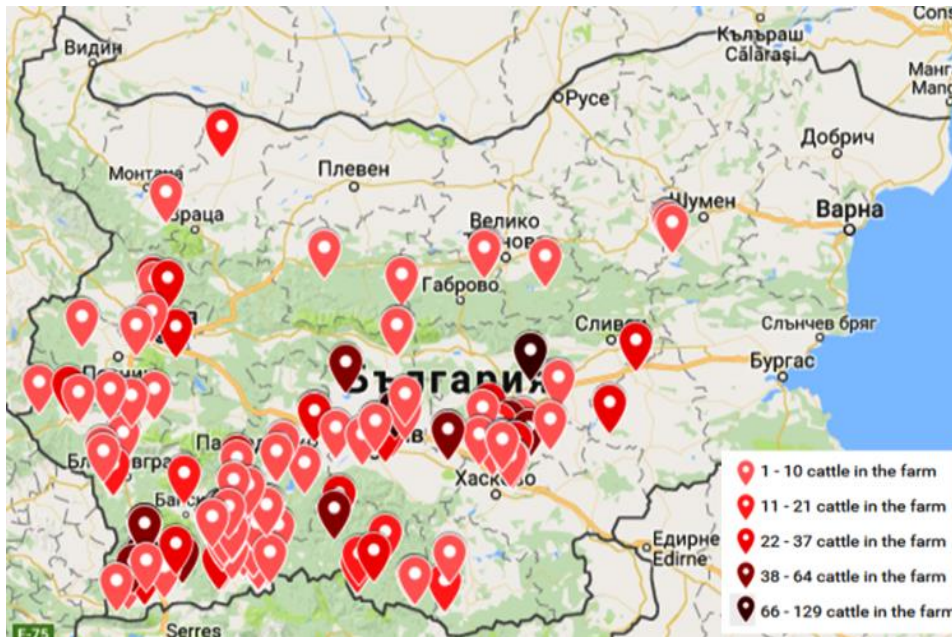 Cons
Видин
Кълъраш
Călărași
Манг
Man
Русе
Добрич
Плевен
Монтана
Шумен
Варна
Враца
Велико
Габрово
Сливен
Слънчев бряг
България
Бургас
Хасково
Одирне
Edirne
Serres
E-75
1 - 10 cattle in the farm
11 - 21 cattle in the farm
22 - 37 cattle in the farm
38 - 64 cattle in the farm
66 - 129 cattle in the farm